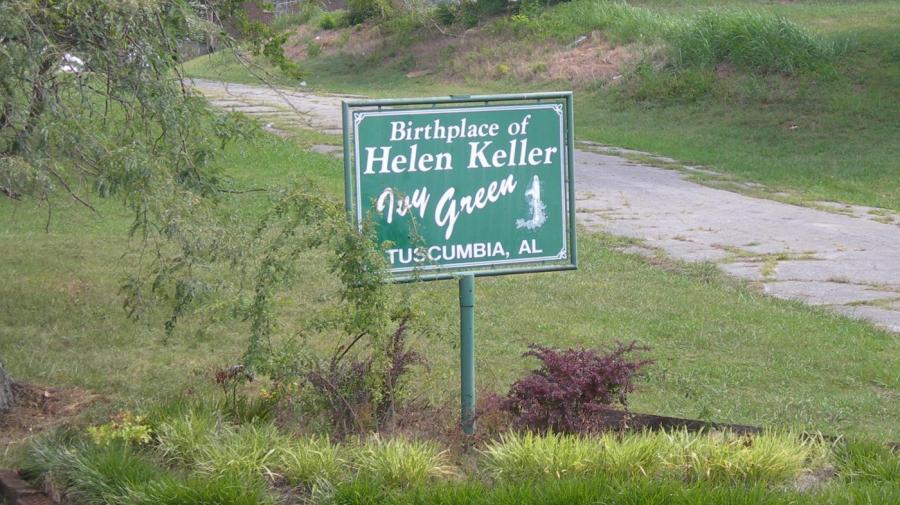 Birthplace of
Helen Keller
Ivy Green
TUSCUMBIA, AL